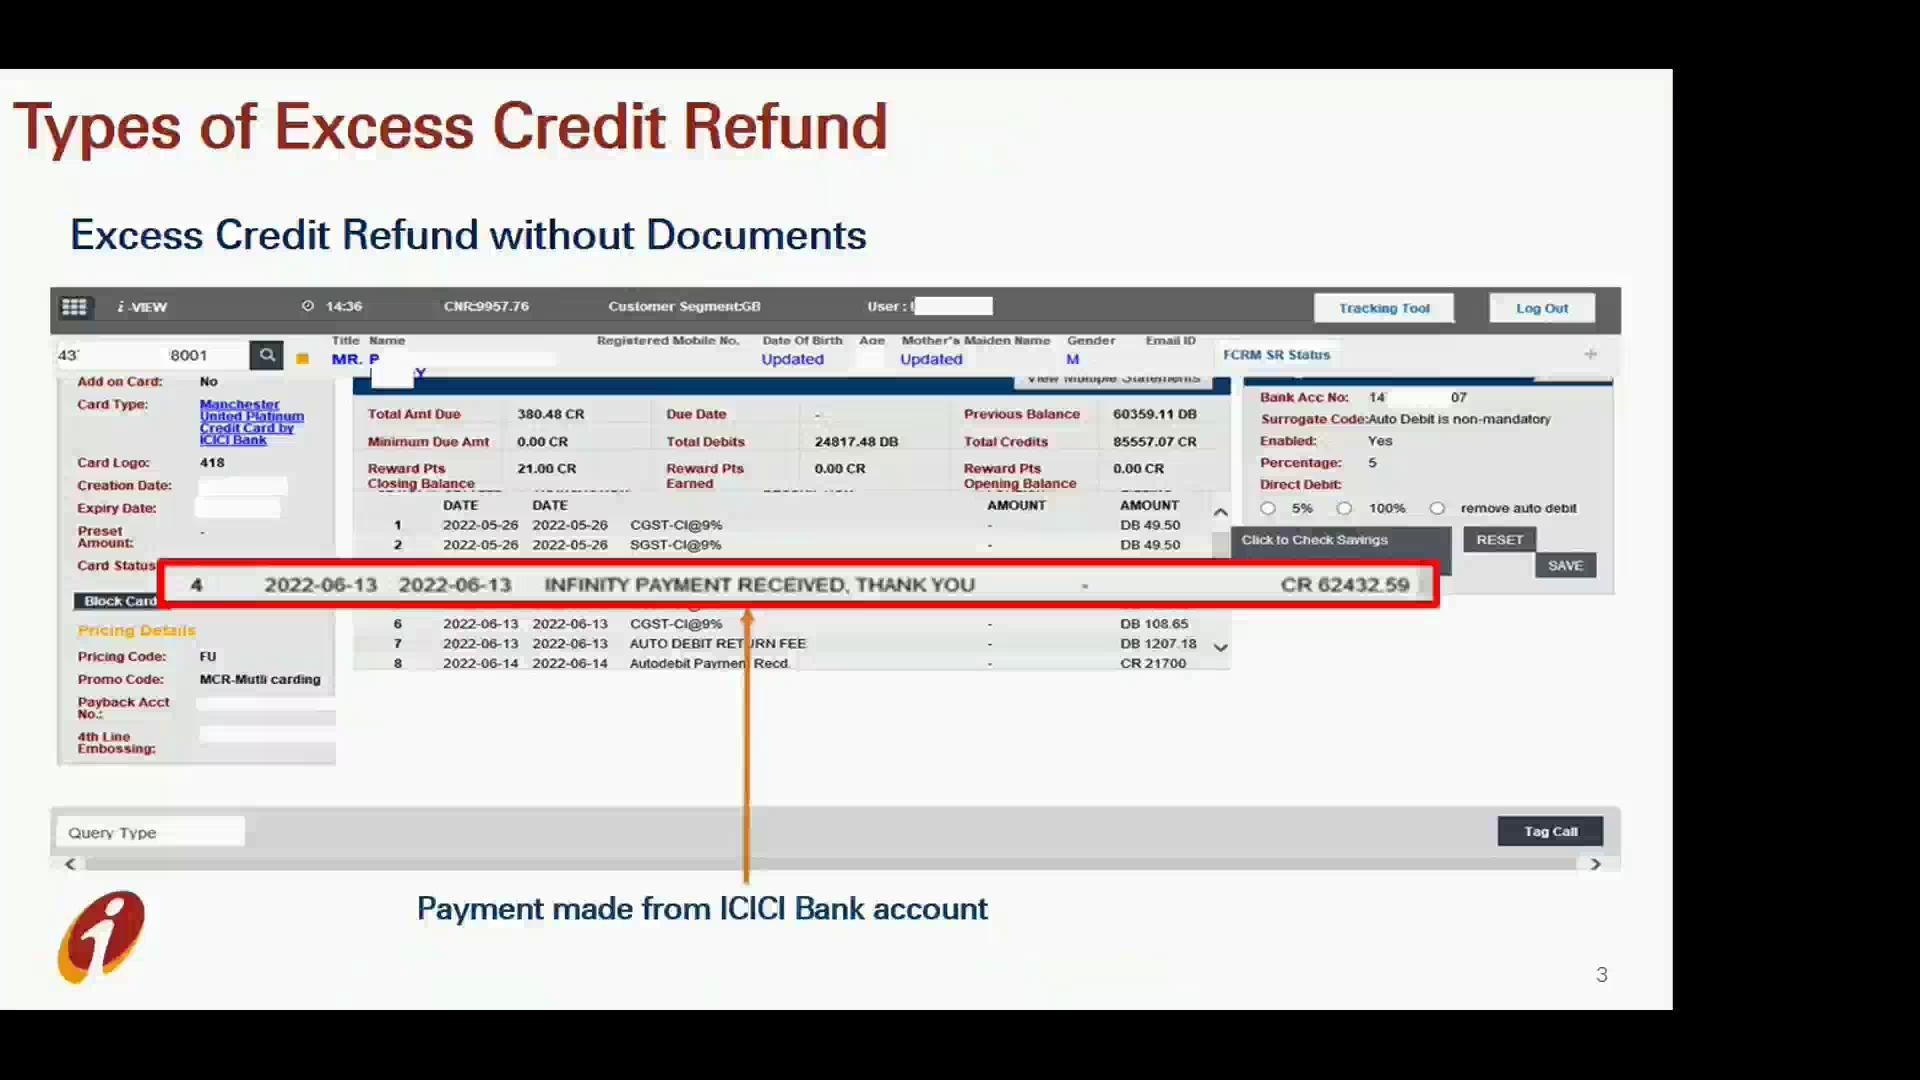 Types of Excess Credit Refund
Excess Credit Refund without Documents
i-VIEW 14:36 CNR:9957.76 Customer Segment:GB User : Tracking Tool Log Out
Title Name Registered Mobile No. Date Of Birth Age Mother's Maiden Name Gender Email ID
43 8001 MR. P Updated Updated M FCRM SR Status +
Y
View Multiple Statements
Add on Card: No
Card Type: Manchester
United Platinum
Credit Card by
ICICI Bank
Card Logo: 418
Creation Date:
Expiry Date:
Preset
Amount: -
Card Status
Block Card
Pricing Details
Pricing Code: FU
Promo Code: MCR-Mutli carding
Payback Acct
No.:
4th Line
Embossing:
Total Amt Due 380.48 CR Due Date - Previous Balance 60359.11 DB
Minimum Due Amt 0.00 CR Total Debits 24817.48 DB Total Credits 85557.07 CR
Reward Pts 21.00 CR Reward Pts 0.00 CR Reward Pts 0.00 CR
Closing Balance Earned Opening Balance
DATE DATE AMOUNT AMOUNT
1 2022-05-26 2022-05-26 CGST-CI@9% - DB 49.50
2 2022-05-26 2022-05-26 SGST-CI@9% - DB 49.50
4 2022-06-13 2022-06-13 INFINITY PAYMENT RECEIVED, THANK YOU - CR 62432.59
6 2022-06-13 2022-06-13 CGST-CI@9% - DB 108.65
7 2022-06-13 2022-06-13 AUTO DEBIT RETURN FEE - DB 1207.18
8 2022-06-14 2022-06-14 Autodebit Payment Recd. - CR 21700
Bank Acc No: 14 07
Surrogate Code:Auto Debit is non-mandatory
Enabled: Yes
Percentage: 5
Direct Debit:
5% 100% remove auto debit
Click to Check Savings RESET
SAVE
Query Type Tag Call
Payment made from ICICI Bank account
3